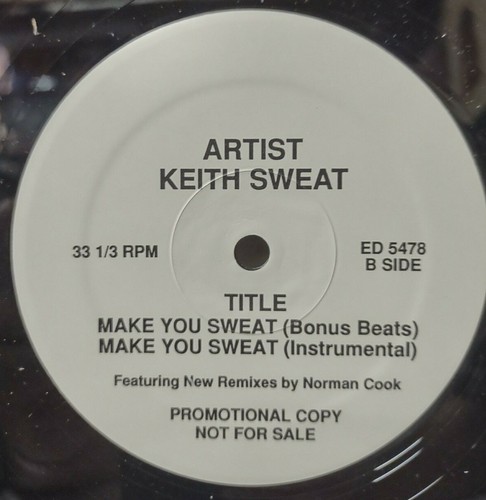 ARTIST
KEITH SWEAT
33 1/3 RPM
ED 5478
B SIDE
TITLE
MAKE YOU SWEAT (Bonus Beats)
MAKE YOU SWEAT (Instrumental)
Featuring New Remixes by Norman Cook
PROMOTIONAL COPY
NOT FOR SALE